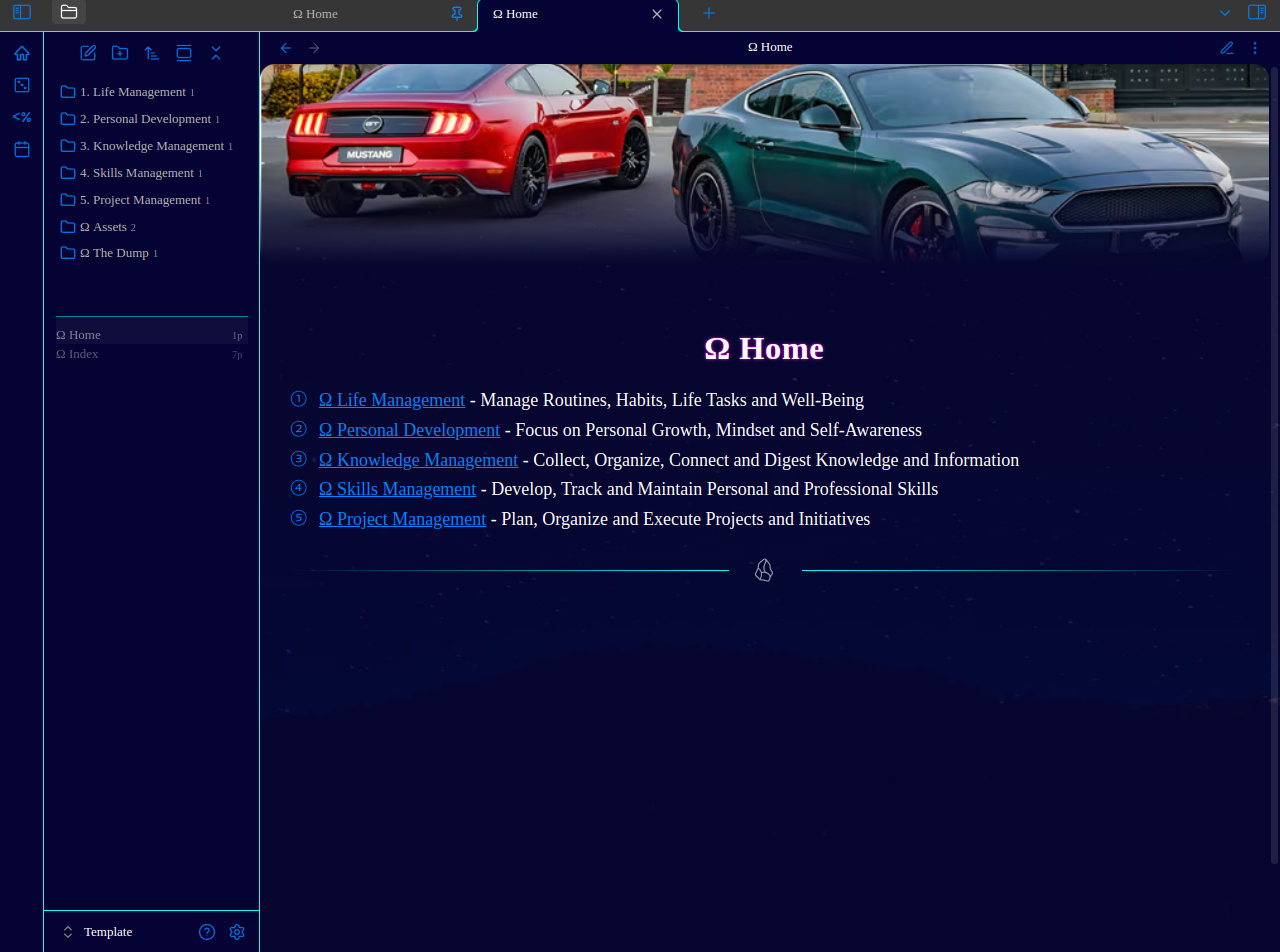 Ω Home
Ω Home
Ω Home
<%
1. Life Management 1
2. Personal Development 1
3. Knowledge Management 1
4. Skills Management 1
5. Project Management 1
Ω Assets 2
Ω The Dump 1
Ω Home 1p
Ω Index 7p
GT
MUSTANG
Ω Home
① Ω Life Management - Manage Routines, Habits, Life Tasks and Well-Being
② Ω Personal Development - Focus on Personal Growth, Mindset and Self-Awareness
③ Ω Knowledge Management - Collect, Organize, Connect and Digest Knowledge and Information
④ Ω Skills Management - Develop, Track and Maintain Personal and Professional Skills
⑤ Ω Project Management - Plan, Organize and Execute Projects and Initiatives
Template